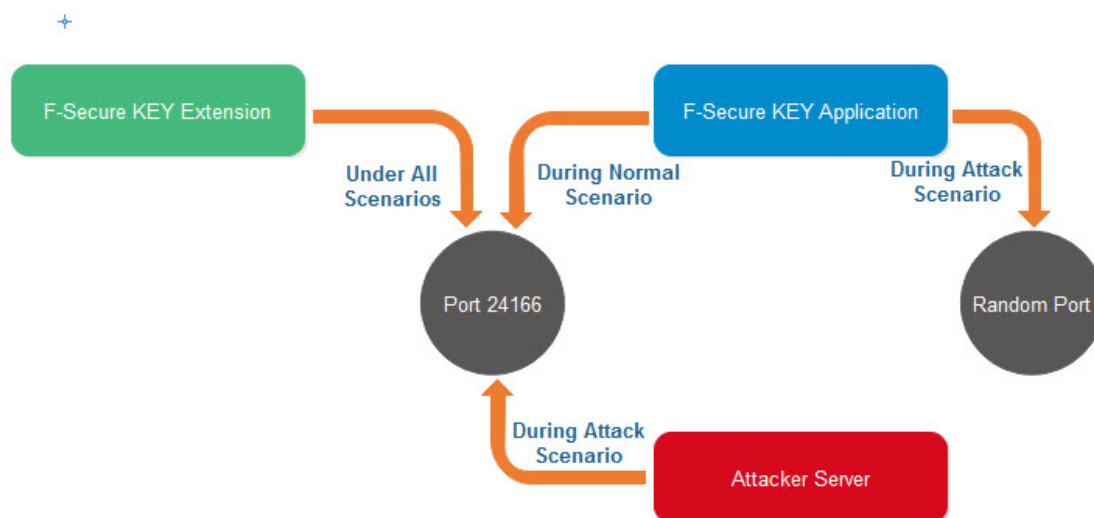 F-Secure KEY Extension
F-Secure KEY Application
Under All
Scenarios
During Normal
Scenario
During Attack
Scenario
Port 24166
Random Port
During Attack
Scenario
Attacker Server